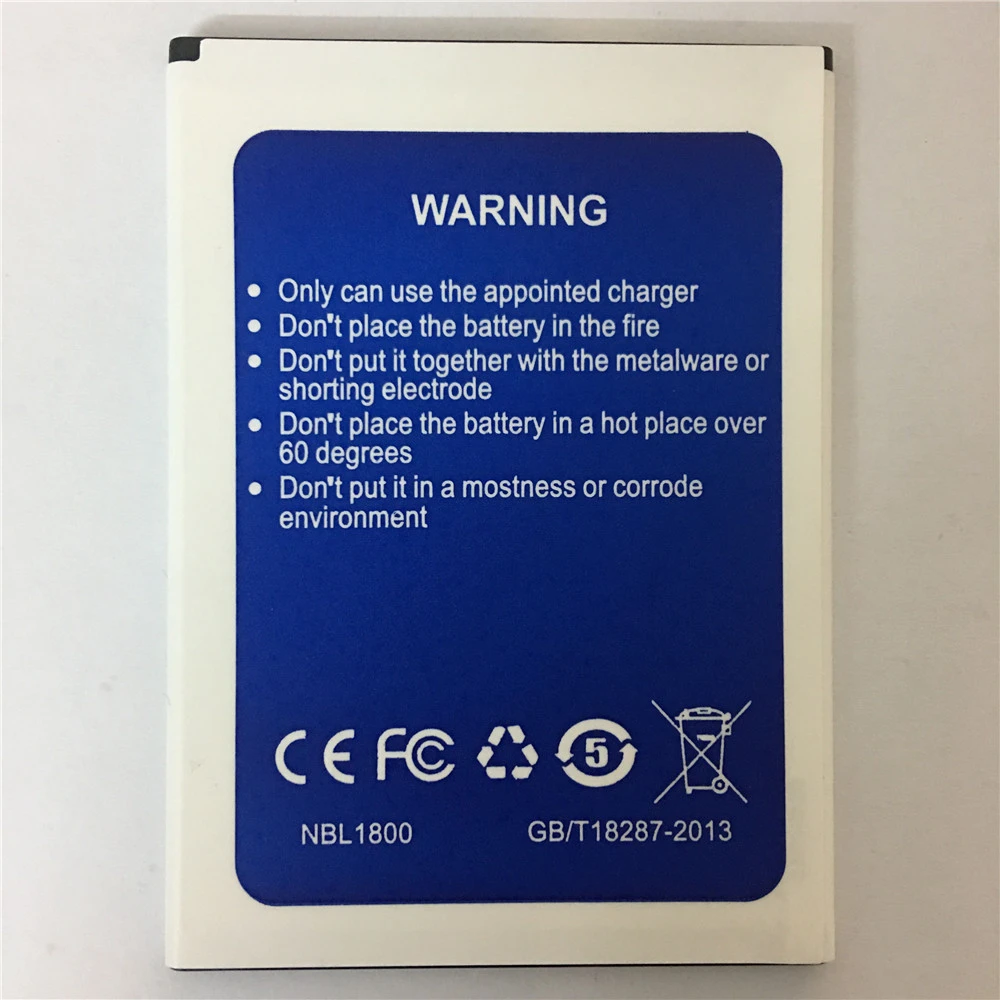 WARNING
• Only can use the appointed charger
• Don't place the battery in the fire
• Don't put it together with the metalware or
shorting electrode
• Don't place the battery in a hot place over
60 degrees
• Don't put it in a mostness or corrode
environment
CE FC 5
NBL1800 GB/T18287-2013